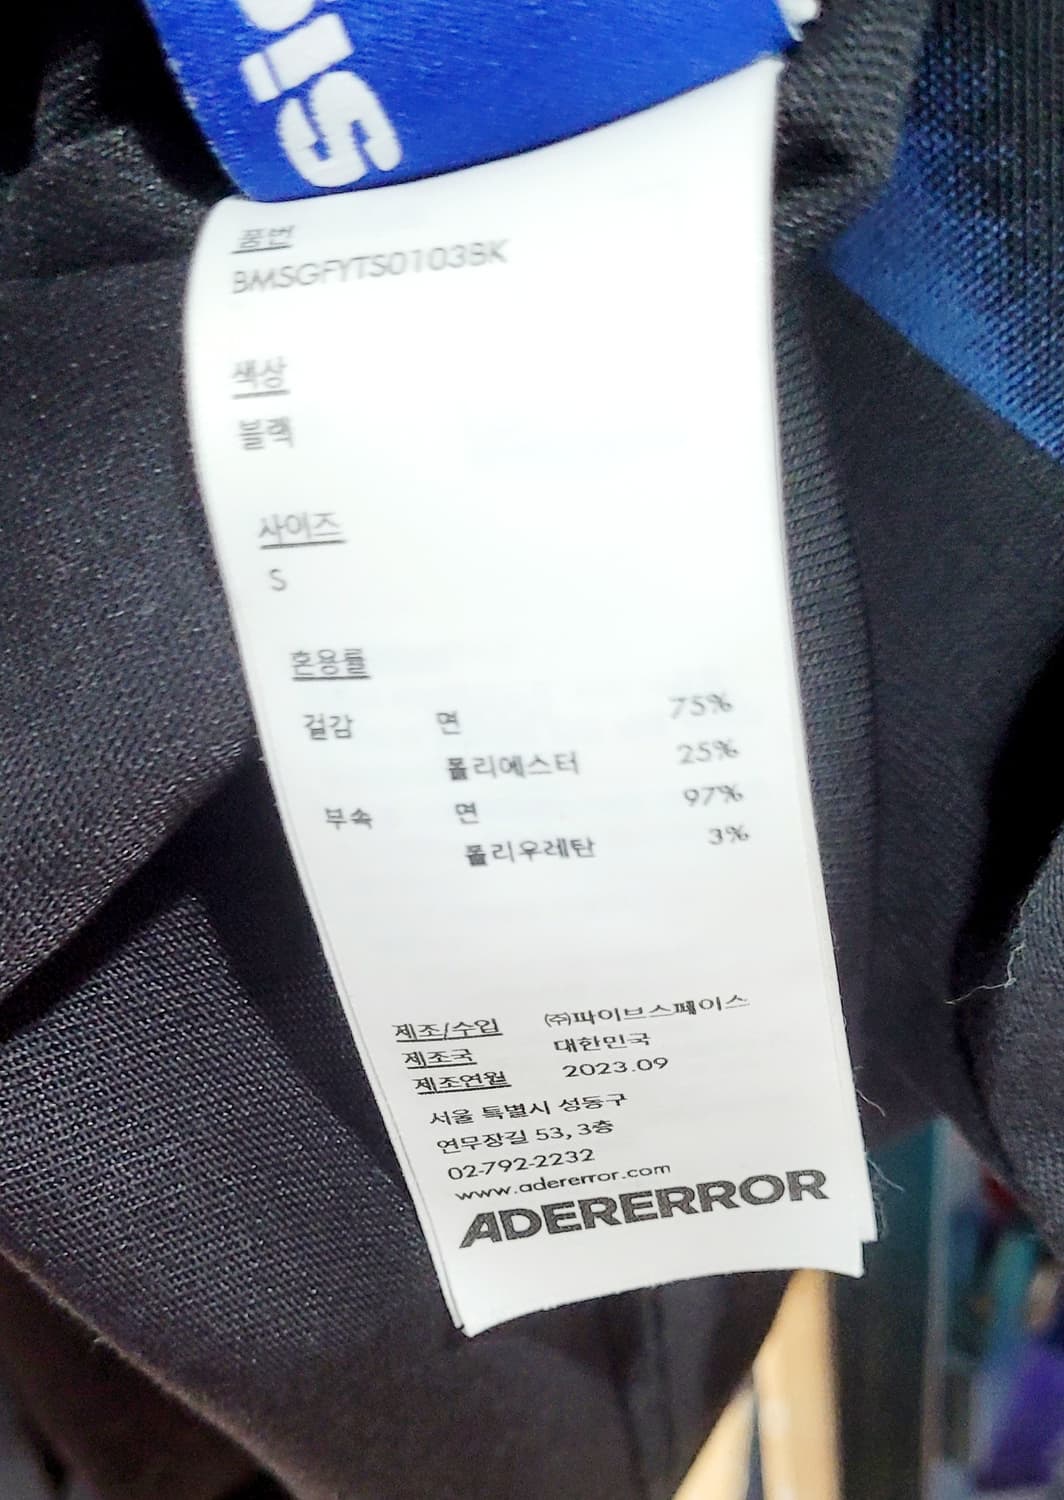 is
품번
BMSGFYTS0103BK
색상
블랙
사이즈
S
혼용률
겉감 면 75%
폴리에스터 25%
부속 면 97%
폴리우레탄 3%
제조/수입 ㈜파이브스페이스
제조국 대한민국
제조연월 2023.09
서울 특별시 성동구
연무장길 53, 3층
02-792-2232
www.adererror.com
ADERERROR